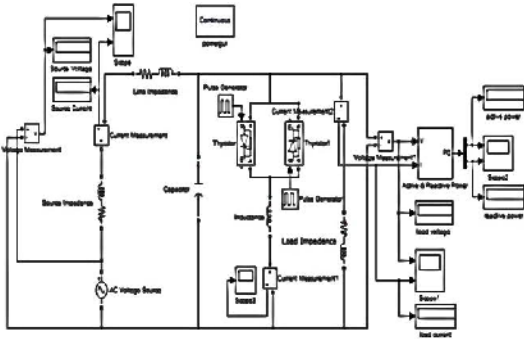 Continuous
powergui
Scope
Source Voltage
Source Current
Line Impedance
Pulse Generator
Current Measurement2
Voltage Measurement
Current Measurement
Thyristor
Thyristor1
Voltage Measurement1
PQ
Active & Reactive Power
active power
Scope2
reactive power
Capacitor
Pulse Generator
Source Impedance
Inductance
Load Impedance
load voltage
AC Voltage Source
Scope3
Current Measurement1
Scope1
load current